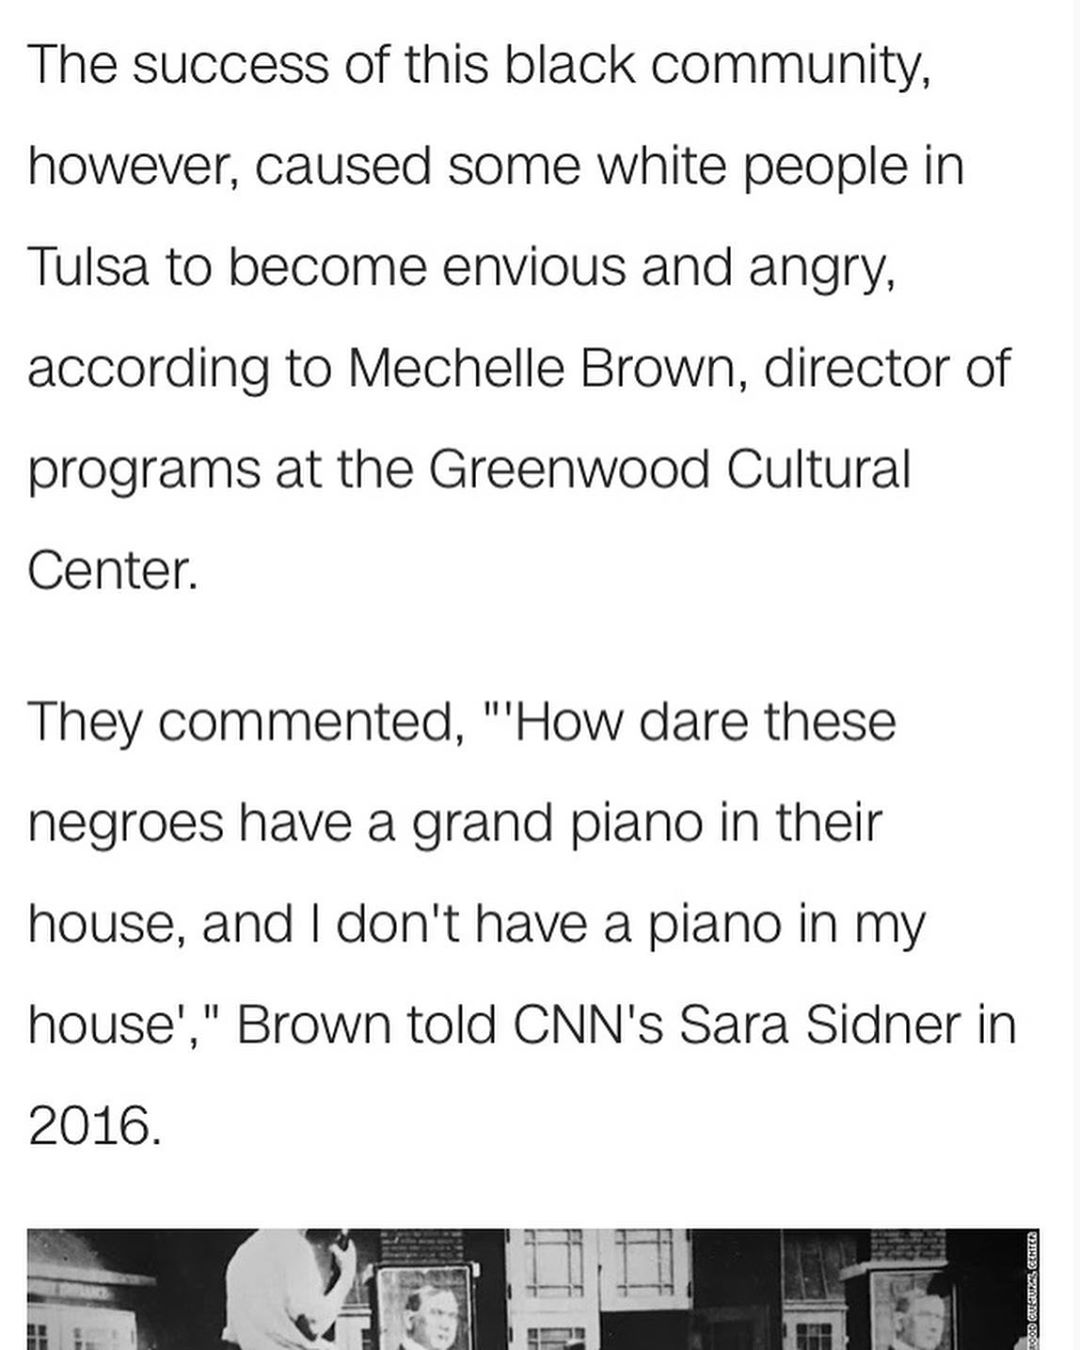 The success of this black community,
however, caused some white people in
Tulsa to become envious and angry,
according to Mechelle Brown, director of
programs at the Greenwood Cultural
Center.
They commented, "'How dare these
negroes have a grand piano in their
house, and I don't have a piano in my
house'," Brown told CNN's Sara Sidner in
2016.
OOD CULTURAL CENTER